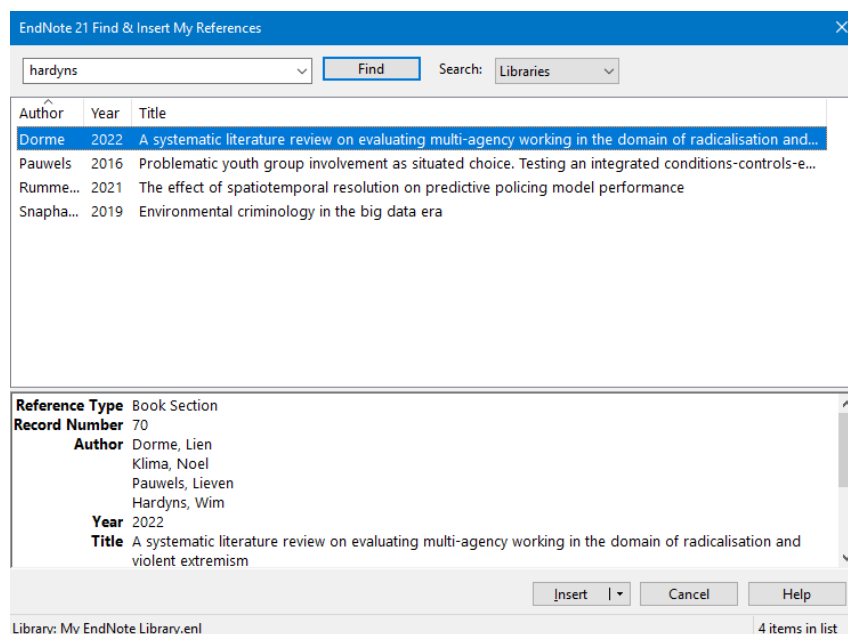 EndNote 21 Find & Insert My References
hardyns
Find
Search:
Libraries
Author Year Title
Dorme 2022 A systematic literature review on evaluating multi-agency working in the domain of radicalisation and...
Pauwels 2016 Problematic youth group involvement as situated choice. Testing an integrated conditions-controls-e...
Rumme... 2021 The effect of spatiotemporal resolution on predictive policing model performance
Snapha... 2019 Environmental criminology in the big data era
Reference Type Book Section
Record Number 70
Author Dorme, Lien
Klima, Noel
Pauwels, Lieven
Hardyns, Wim
Year 2022
Title A systematic literature review on evaluating multi-agency working in the domain of radicalisation and
violent extremism
Insert
Cancel
Help
Library: My EndNote Library.enl
4 items in list